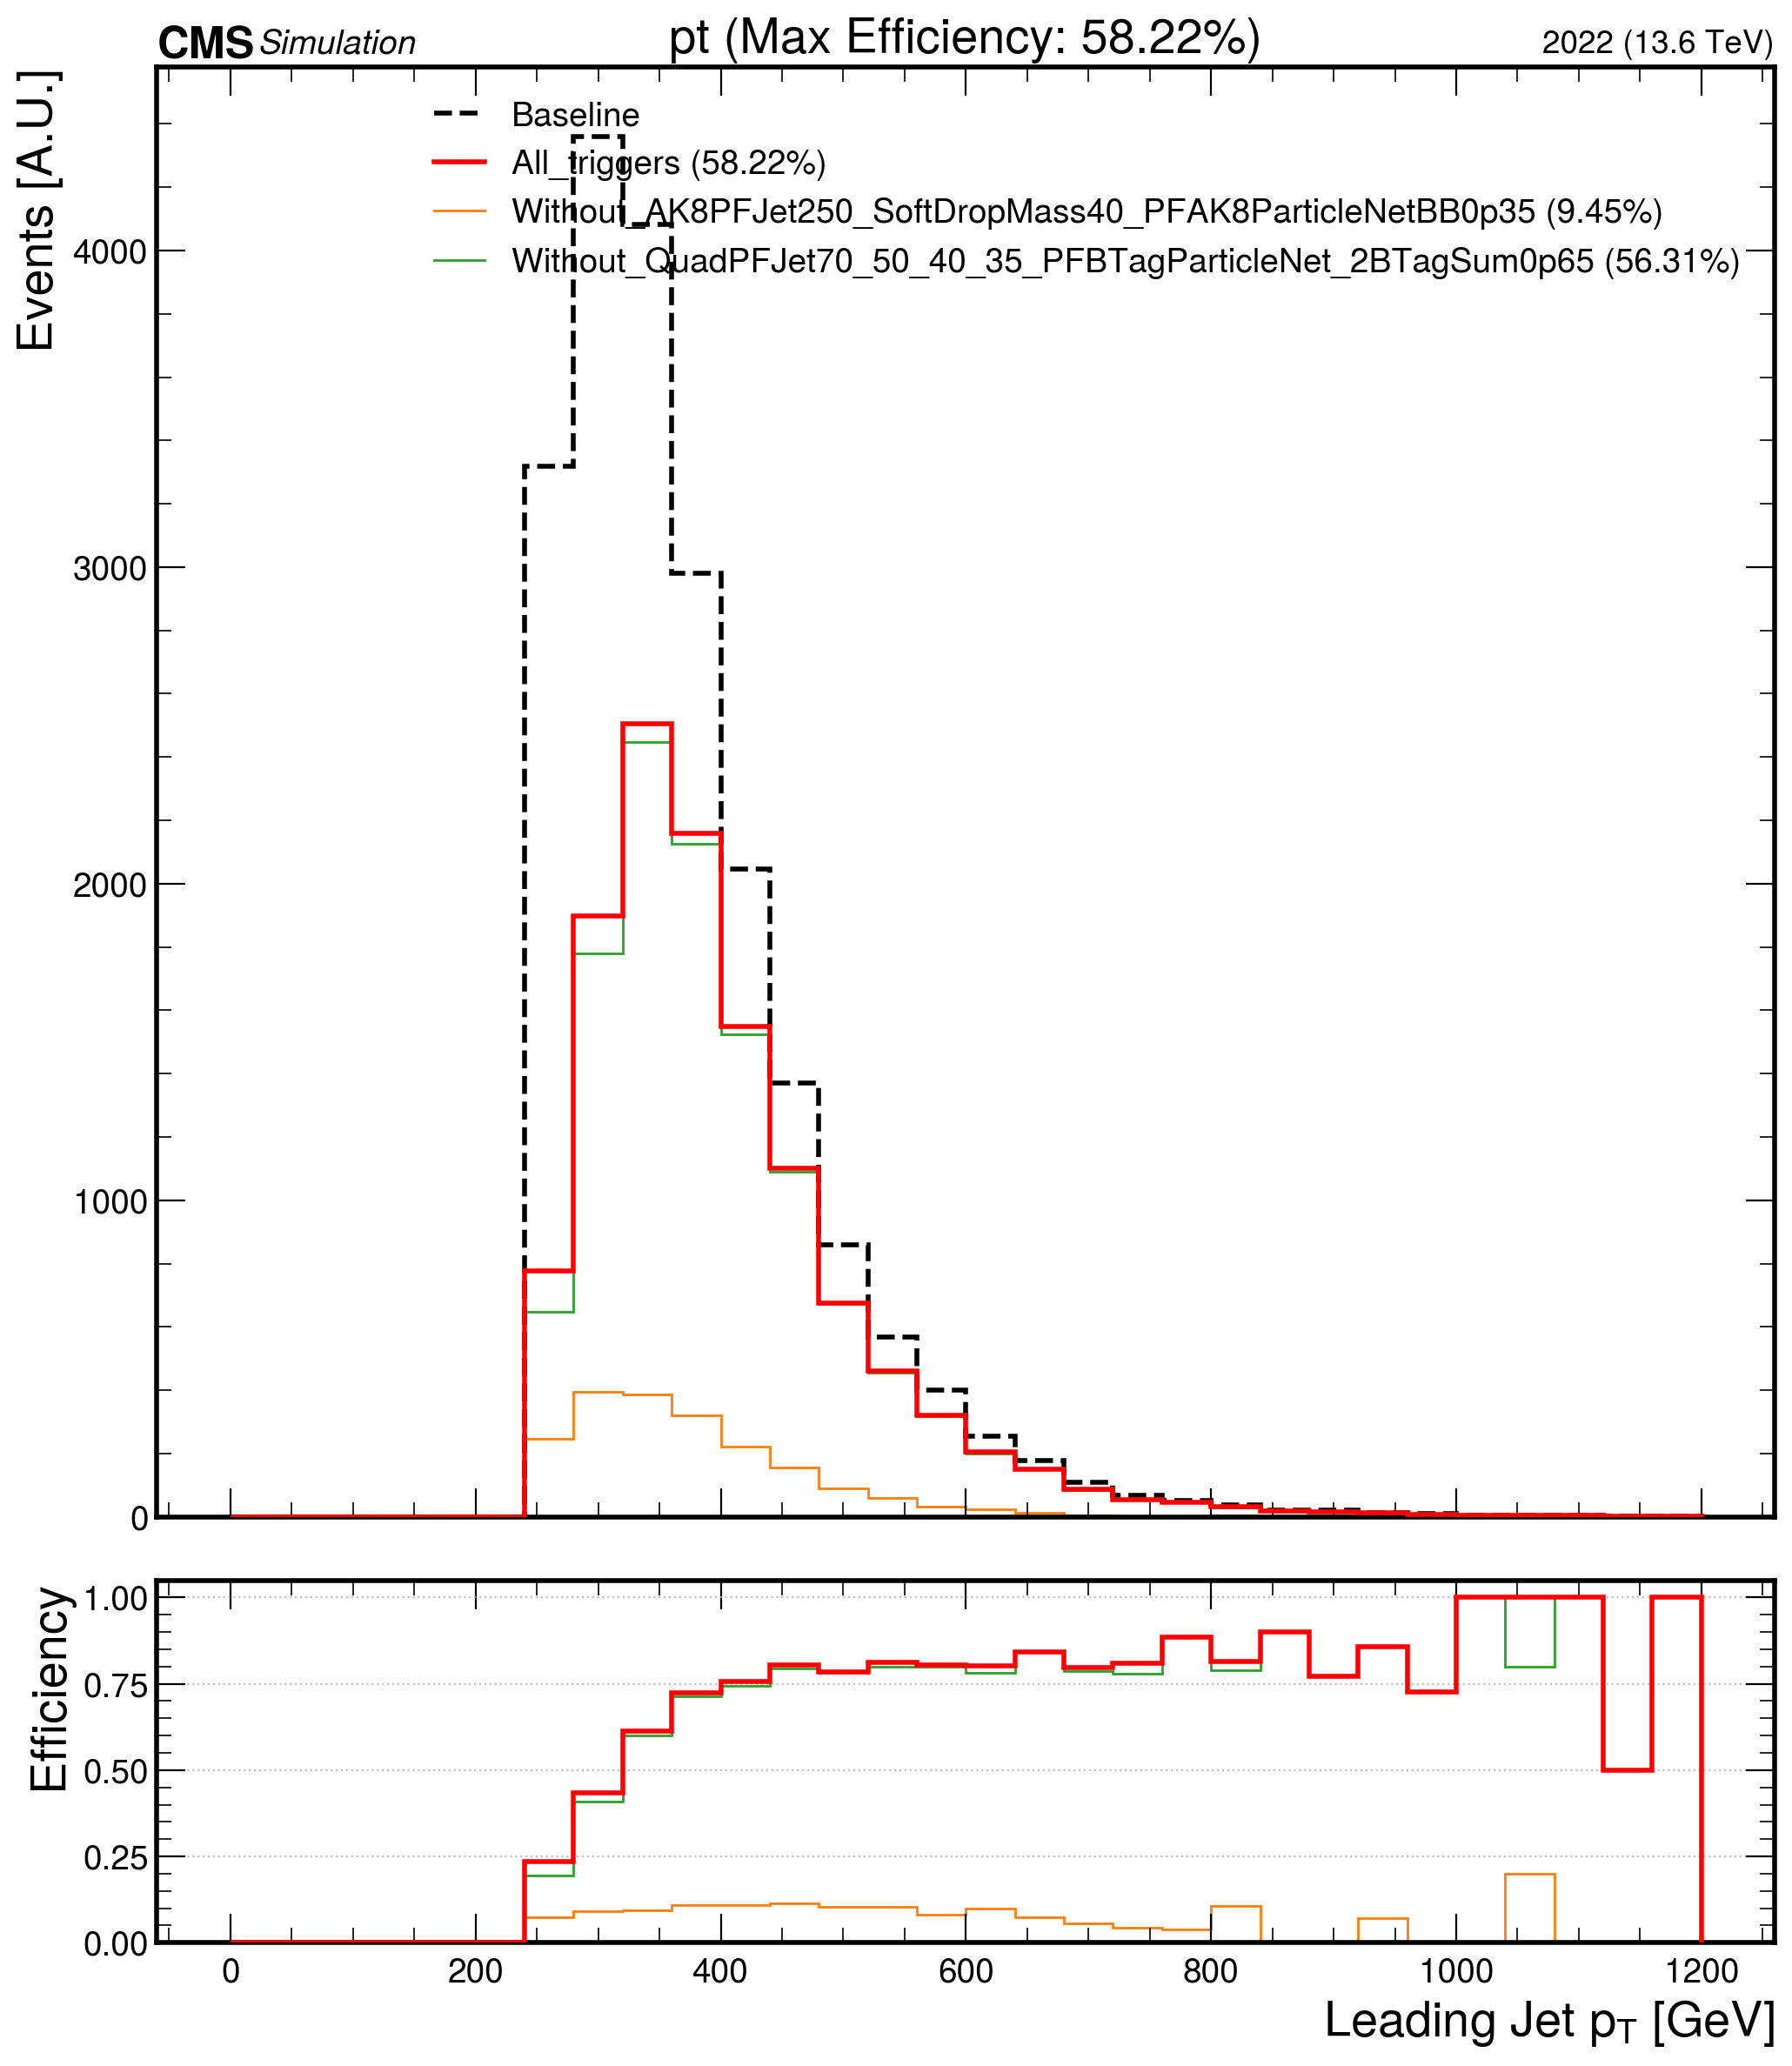 CMS Simulation
pt (Max Efficiency: 58.22%)
2022 (13.6 TeV)
Events [A.U.]
Baseline
All_triggers (58.22%)
Without_AK8PFJet250_SoftDropMass40_PFAK8ParticleNetBB0p35 (9.45%)
Without_QuadPFJet70_50_40_35_PFBTagParticleNet_2BTagSum0p65 (56.31%)
4000
3000
2000
1000
0
Efficiency
1.00
0.75
0.50
0.25
0.00
0 200 400 600 800 1000 1200
Leading Jet pT [GeV]